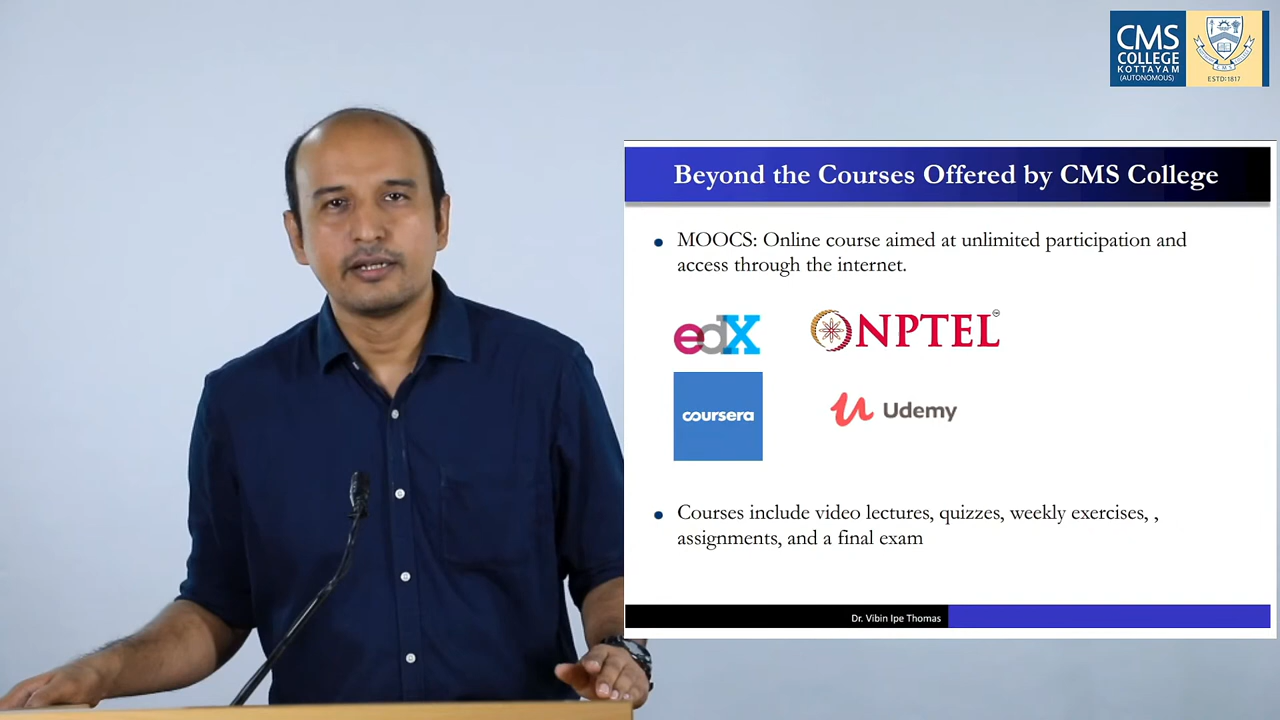 CMS
COLLEGE
KOTTAYAM
(AUTONOMOUS)
ESTD:1817
Beyond the Courses Offered by CMS College
• MOOCS: Online course aimed at unlimited participation and
access through the internet.
edX
NPTEL
coursera
Udemy
• Courses include video lectures, quizzes, weekly exercises, ,
assignments, and a final exam
Dr. Vibin Ipe Thomas